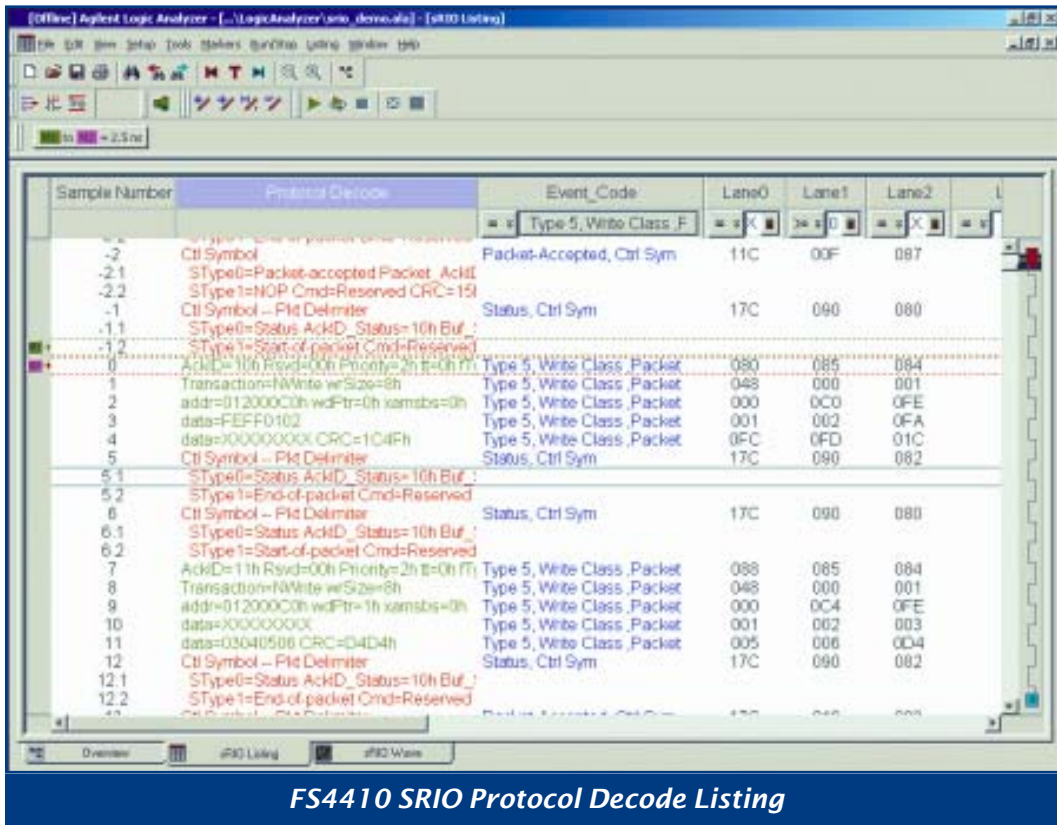 [Offline] Agilent Logic Analyzer - [...\LogicAnalyzer\srio_demo.ala] - [sRIO Listing]
File Edit View Setup Tools Markers Run/Stop Listing Window Help
M1 to M2 = 2.5 ns
Sample Number Protocol Decode Event_Code Lane0 Lane1 Lane2 L
= Type 5, Write Class ,F = X >= 0 = X =
-2 Ctl Symbol Packet-Accepted, Ctrl Sym 11C 00F 087
-2.1 SType0=Packet-accepted Packet_AckI
-2.2 SType1=NOP Cmd=Reserved CRC=15
-1 Ctl Symbol -- Pkt Delimiter Status, Ctrl Sym 17C 090 080
-1.1 SType0=Status AckID_Status=10h Buf_
-1.2 SType1=Start-of-packet Cmd=Reserved
0 AckID=10h Rsvd=00h Priority=2h tt=0h fT Type 5, Write Class ,Packet 080 085 084
1 Transaction=NWrite wrSize=8h Type 5, Write Class ,Packet 048 000 001
2 addr=012000C0h wdPtr=0h xamsbs=0h Type 5, Write Class ,Packet 000 0C0 0FE
3 data=FEFF0102 Type 5, Write Class ,Packet 001 002 0FA
4 data=XXXXXXXX CRC=1C4Fh Type 5, Write Class ,Packet 0FC 0FD 01C
5 Ctl Symbol -- Pkt Delimiter Status, Ctrl Sym 17C 090 082
5.1 SType0=Status AckID_Status=10h Buf_
5.2 SType1=End-of-packet Cmd=Reserved
6 Ctl Symbol -- Pkt Delimiter Status, Ctrl Sym 17C 090 080
6.1 SType0=Status AckID_Status=10h Buf_
6.2 SType1=Start-of-packet Cmd=Reserved
7 AckID=11h Rsvd=00h Priority=2h tt=0h fT Type 5, Write Class ,Packet 088 085 084
8 Transaction=NWrite wrSize=8h Type 5, Write Class ,Packet 048 000 001
9 addr=012000C0h wdPtr=1h xamsbs=0h Type 5, Write Class ,Packet 000 0C4 0FE
10 data=XXXXXXXX Type 5, Write Class ,Packet 001 002 003
11 data=03040506 CRC=D4D4h Type 5, Write Class ,Packet 005 006 0D4
12 Ctl Symbol -- Pkt Delimiter Status, Ctrl Sym 17C 090 082
12.1 SType0=Status AckID_Status=10h Buf_
12.2 SType1=End-of-packet Cmd=Reserved
Overview sRIO Listing sRIO Wave
FS4410 SRIO Protocol Decode Listing